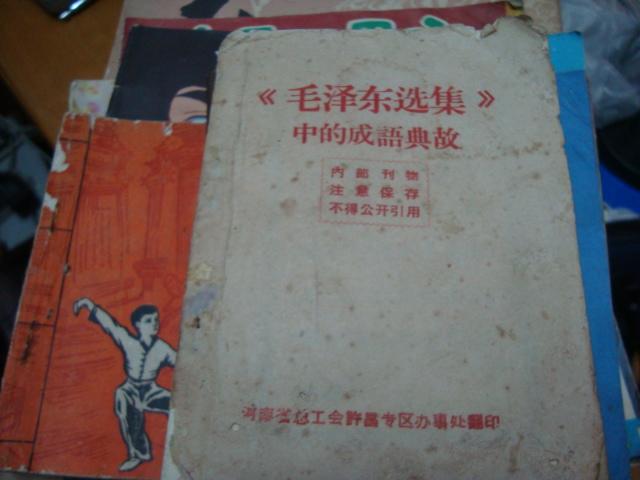 《毛泽东选集》
中的成語典故
内部刊物
注意保存
不得公开引用
河南省总工会許昌专区办事处翻印